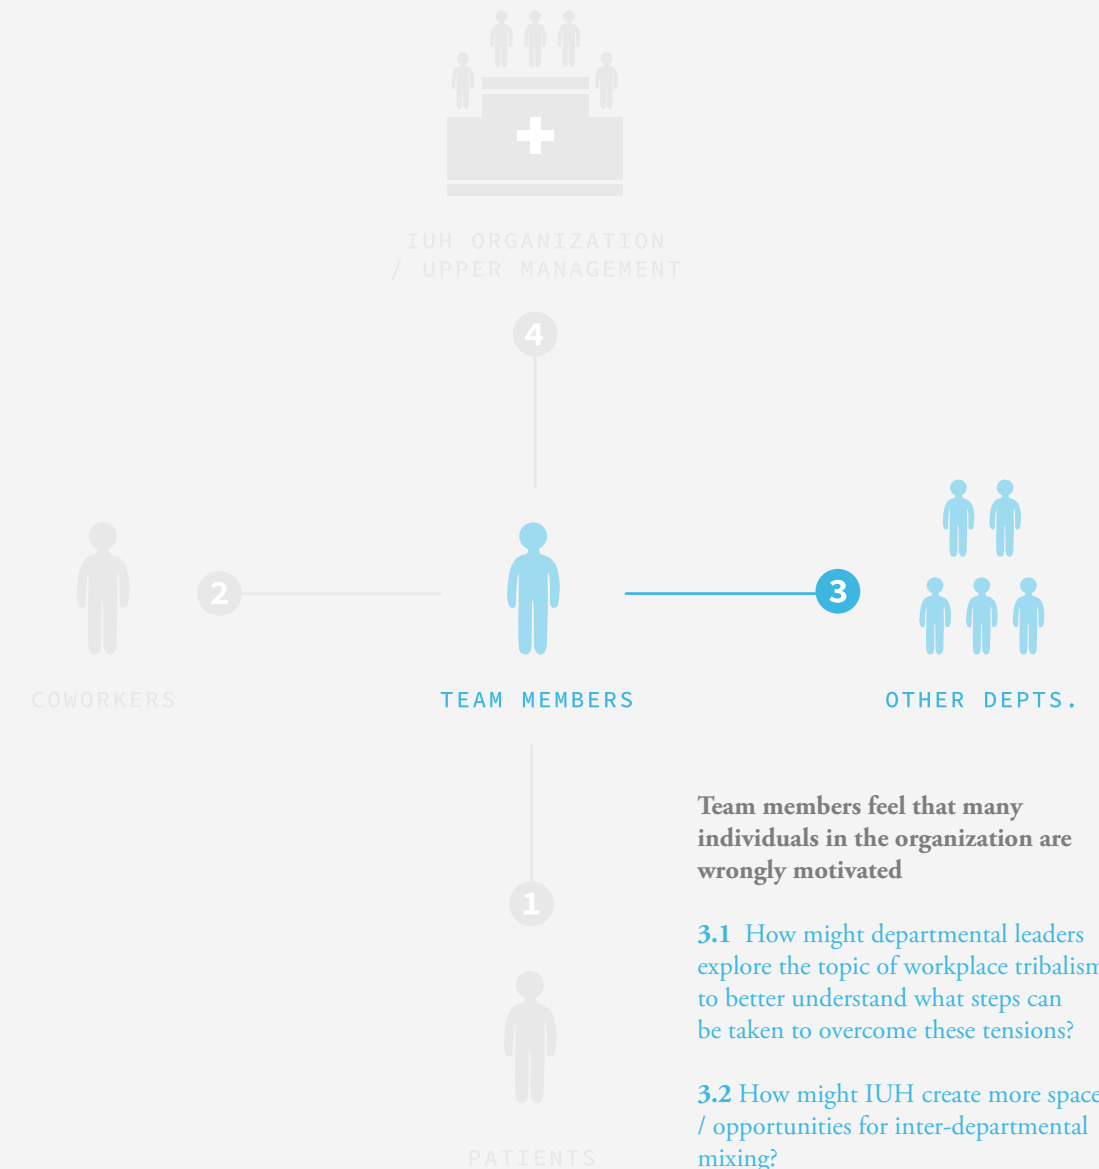 IUH ORGANIZATION
/ UPPER MANAGEMENT
4
2
3
COWORKERS
TEAM MEMBERS
OTHER DEPTS.
1
PATIENTS
Team members feel that many
individuals in the organization are
wrongly motivated
3.1 How might departmental leaders
explore the topic of workplace tribalism
to better understand what steps can
be taken to overcome these tensions?
3.2 How might IUH create more space
/ opportunities for inter-departmental
mixing?